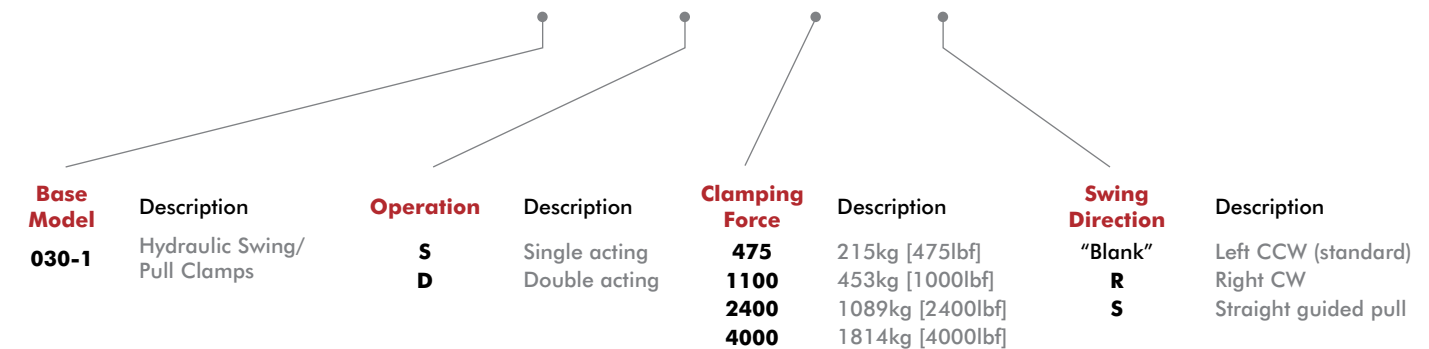 Base
Model
Description
030-1
Hydraulic Swing/
Pull Clamps
Operation
Description
S
Single acting
D
Double acting
Clamping
Force
Description
475
215kg [475lbf]
1100
453kg [1000lbf]
2400
1089kg [2400lbf]
4000
1814kg [4000lbf]
Swing
Direction
Description
“Blank”
Left CCW (standard)
R
Right CW
S
Straight guided pull